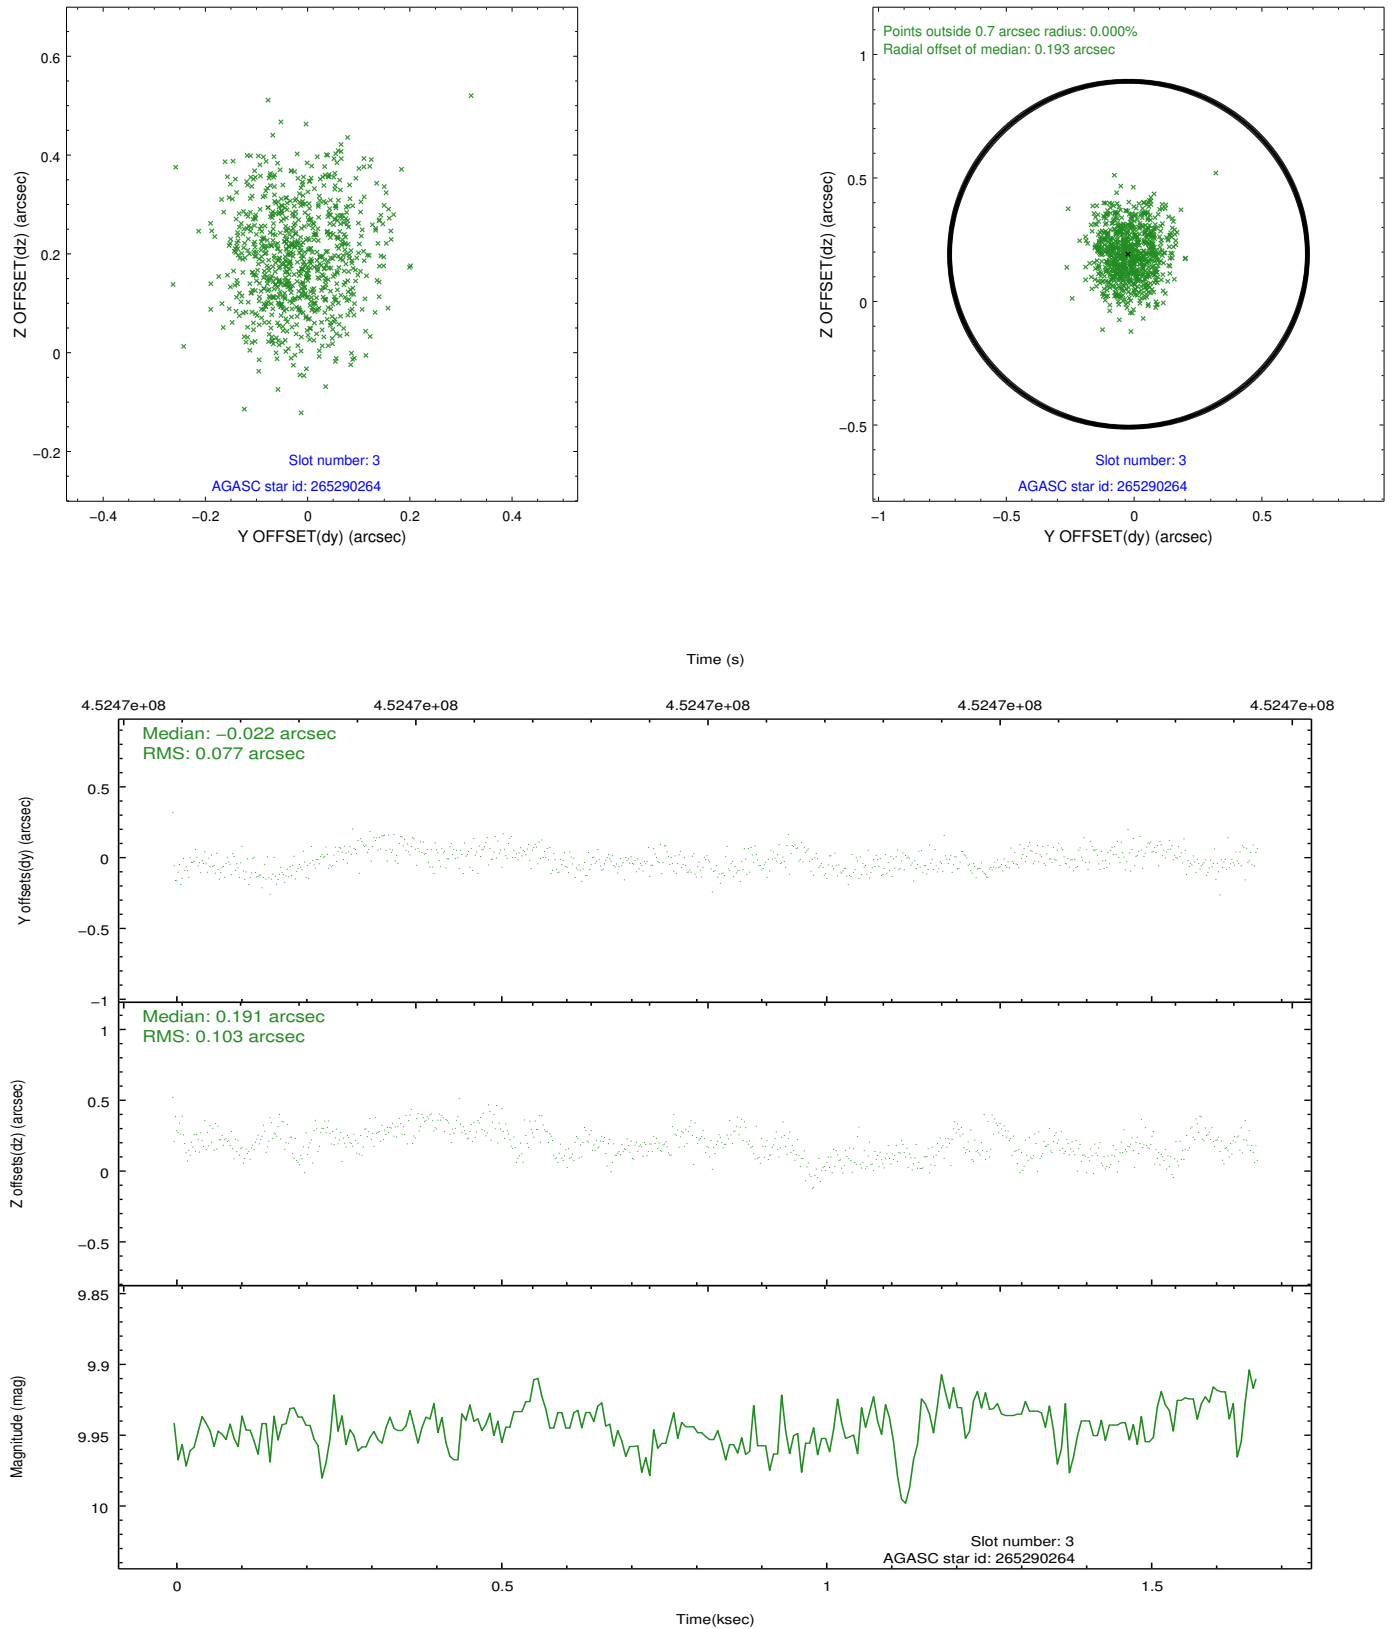 0.6
0.4
0.2
0
−0.2
Z OFFSET(dz) (arcsec)
Slot number: 3
AGASC star id: 265290264
−0.4
−0.2
0
0.2
0.4
Y OFFSET(dy) (arcsec)
Points outside 0.7 arcsec radius: 0.000%
Radial offset of median: 0.193 arcsec
1
0.5
0
−0.5
Z OFFSET(dz) (arcsec)
Slot number: 3
AGASC star id: 265290264
−1
−0.5
0
0.5
Y OFFSET(dy) (arcsec)
Time (s)
4.5247e+08
4.5247e+08
4.5247e+08
4.5247e+08
4.5247e+08
Median: −0.022 arcsec
RMS: 0.077 arcsec
0.5
0
−0.5
−1
Y offsets(dy) (arcsec)
Median: 0.191 arcsec
RMS: 0.103 arcsec
1
0.5
0
−0.5
Z offsets(dz) (arcsec)
9.85
9.9
9.95
10
Magnitude (mag)
Slot number: 3
AGASC star id: 265290264
0
0.5
1
1.5
Time(ksec)